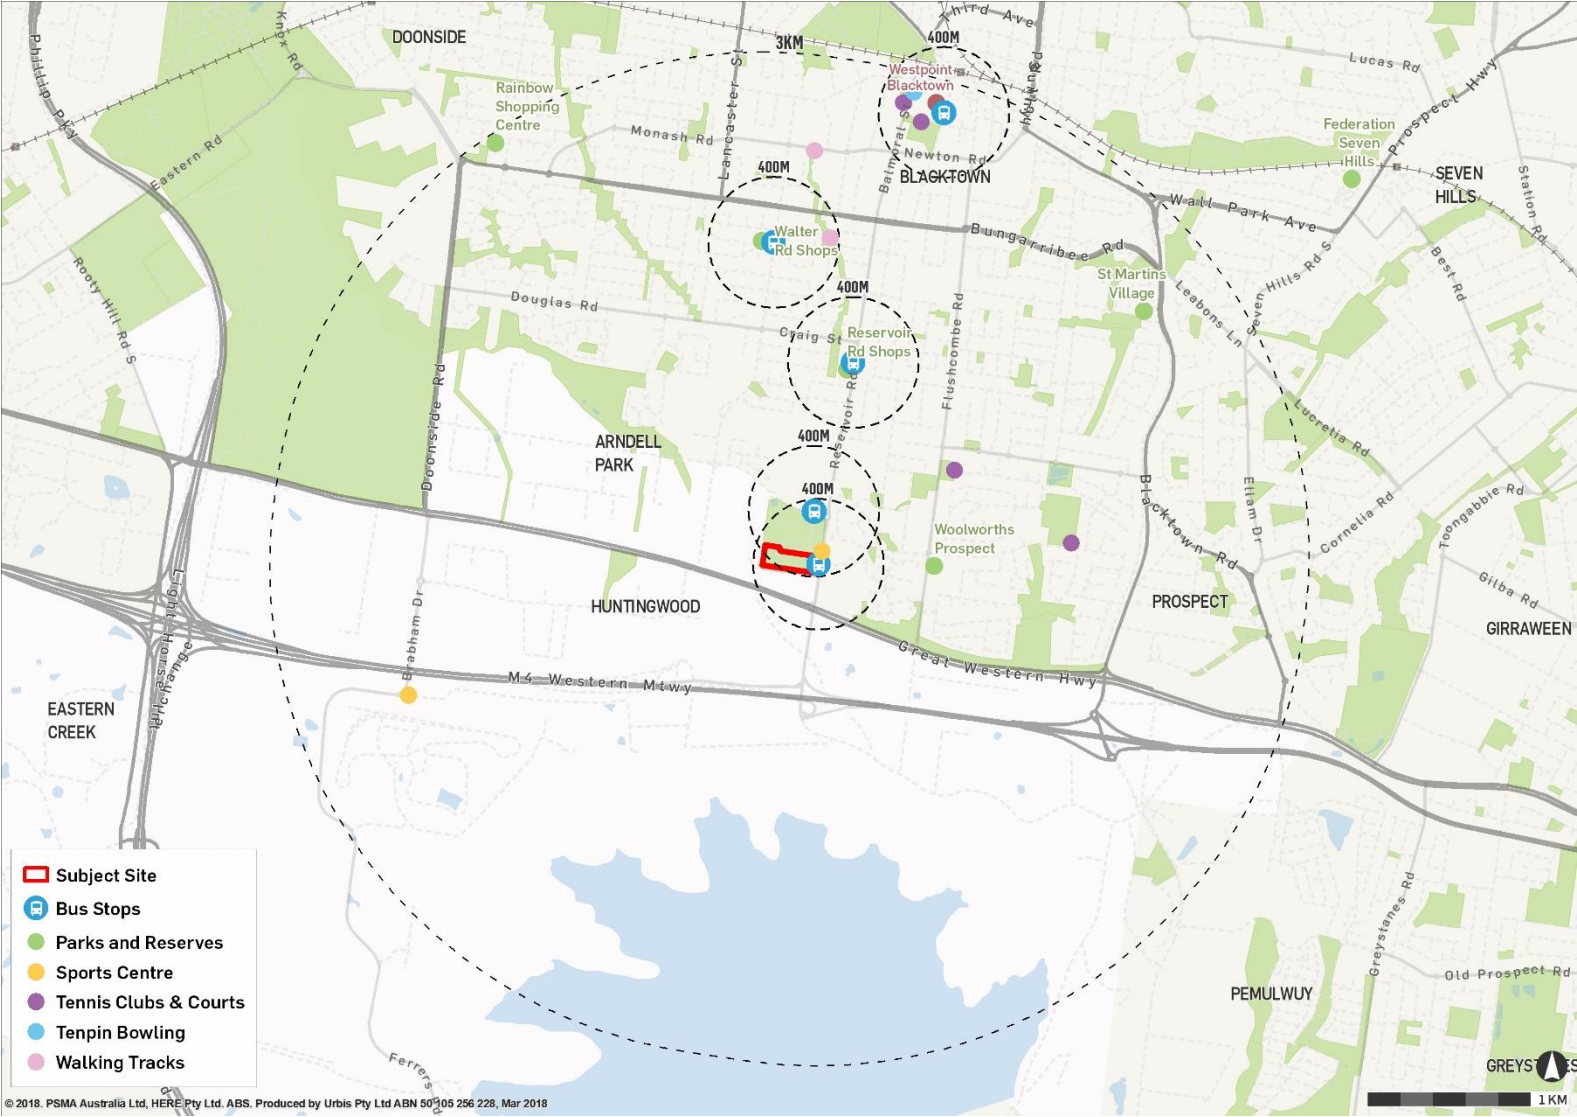 DOONSIDE
Third Ave
400M
3KM
Knox Rd
Phillip Pky
Lancaster St
Lucas Rd
Prospect Hwy
Westpoint
Blacktown
Rainbow
Shopping
Centre
Monash Rd
Balmoral St
Newton Rd
BLACKTOWN
Federation
Seven
Hills
SEVEN
HILLS
Station Rd
Eastern Rd
400M
Wall Park Ave
Walter
Rd Shops
Bungarribee Rd
Seven Hills Rd S
Best Rd
St Martins
Village
Leabons Ln
Rooty Hill Rd S
Douglas Rd
400M
Craig St
Reservoir
Rd Shops
Flushcombe Rd
Doonside Rd
Reservoir Rd
Lucretia Rd
ARNDELL
PARK
400M
400M
Blacktown Rd
Ellam Dr
Cornelia Rd
Toongabbie Rd
Woolworths
Prospect
Gilba Rd
HUNTINGWOOD
PROSPECT
GIRRAWEEN
Light Horse
Interchange
Brabham Dr
Great Western Hwy
M4 Western Mtwy
EASTERN
CREEK
Greystanes Rd
Old Prospect Rd
PEMULWUY
Ferrers Rd
Subject Site
Bus Stops
Parks and Reserves
Sports Centre
Tennis Clubs & Courts
Tenpin Bowling
Walking Tracks
1 KM
© 2018. PSMA Australia Ltd, HERE Pty Ltd. ABS. Produced by Urbis Pty Ltd ABN 50 105 256 228, Mar 2018